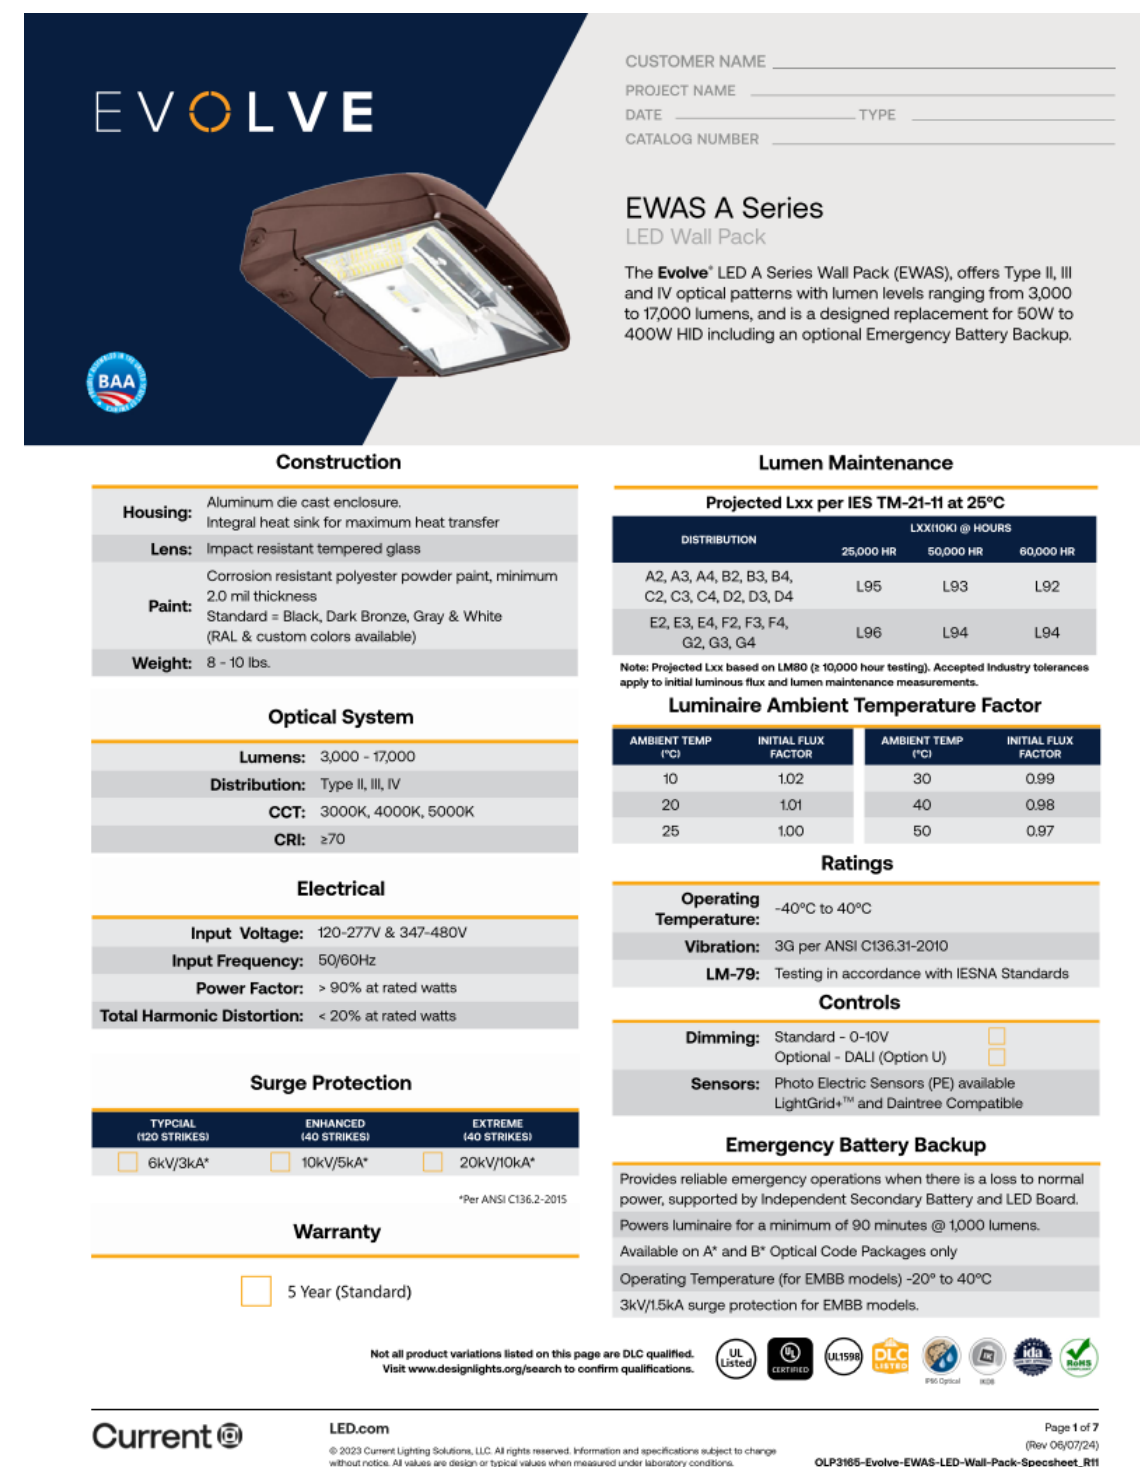 EVOLVE
CUSTOMER NAME
PROJECT NAME
DATE TYPE
CATALOG NUMBER
EWAS A Series
LED Wall Pack
The Evolve® LED A Series Wall Pack (EWAS), offers Type II, III
and IV optical patterns with lumen levels ranging from 3,000
to 17,000 lumens, and is a designed replacement for 50W to
400W HID including an optional Emergency Battery Backup.
BAA
Construction
Housing: Aluminum die cast enclosure.
Integral heat sink for maximum heat transfer
Lens: Impact resistant tempered glass
Paint: Corrosion resistant polyester powder paint, minimum
2.0 mil thickness
Standard = Black, Dark Bronze, Gray & White
(RAL & custom colors available)
Weight: 8 - 10 lbs.
Optical System
Lumens: 3,000 - 17,000
Distribution: Type II, III, IV
CCT: 3000K, 4000K, 5000K
CRI: ≥70
Electrical
Input Voltage: 120-277V & 347-480V
Input Frequency: 50/60Hz
Power Factor: > 90% at rated watts
Total Harmonic Distortion: < 20% at rated watts
Surge Protection
TYPCIAL (120 STRIKES) ENHANCED (40 STRIKES) EXTREME (40 STRIKES)
6kV/3kA* 10kV/5kA* 20kV/10kA*
*Per ANSI C136.2-2015
Warranty
5 Year (Standard)
Lumen Maintenance
Projected Lxx per IES TM-21-11 at 25°C
DISTRIBUTION LXX(10K) @ HOURS
25,000 HR 50,000 HR 60,000 HR
A2, A3, A4, B2, B3, B4,
C2, C3, C4, D2, D3, D4 L95 L93 L92
E2, E3, E4, F2, F3, F4,
G2, G3, G4 L96 L94 L94
Note: Projected Lxx based on LM80 (≥ 10,000 hour testing). Accepted Industry tolerances
apply to initial luminous flux and lumen maintenance measurements.
Luminaire Ambient Temperature Factor
AMBIENT TEMP (°C) INITIAL FLUX FACTOR AMBIENT TEMP (°C) INITIAL FLUX FACTOR
10 1.02 30 0.99
20 1.01 40 0.98
25 1.00 50 0.97
Ratings
Operating Temperature: -40°C to 40°C
Vibration: 3G per ANSI C136.31-2010
LM-79: Testing in accordance with IESNA Standards
Controls
Dimming: Standard - 0-10V
Optional - DALI (Option U)
Sensors: Photo Electric Sensors (PE) available
LightGrid+™ and Daintree Compatible
Emergency Battery Backup
Provides reliable emergency operations when there is a loss to normal
power, supported by Independent Secondary Battery and LED Board.
Powers luminaire for a minimum of 90 minutes @ 1,000 lumens.
Available on A* and B* Optical Code Packages only
Operating Temperature (for EMBB models) -20° to 40°C
3kV/1.5kA surge protection for EMBB models.
Not all product variations listed on this page are DLC qualified.
Visit www.designlights.org/search to confirm qualifications.
UL Listed
UL CERTIFIED
UL1598
DLC LISTED
IP66 Optical
IK08
ida
RoHS
Current
LED.com
© 2023 Current Lighting Solutions, LLC. All rights reserved. Information and specifications subject to change
without notice. All values are design or typical values when measured under laboratory conditions.
Page 1 of 7
(Rev 06/07/24)
OLP3165-Evolve-EWAS-LED-Wall-Pack-Specsheet_R11